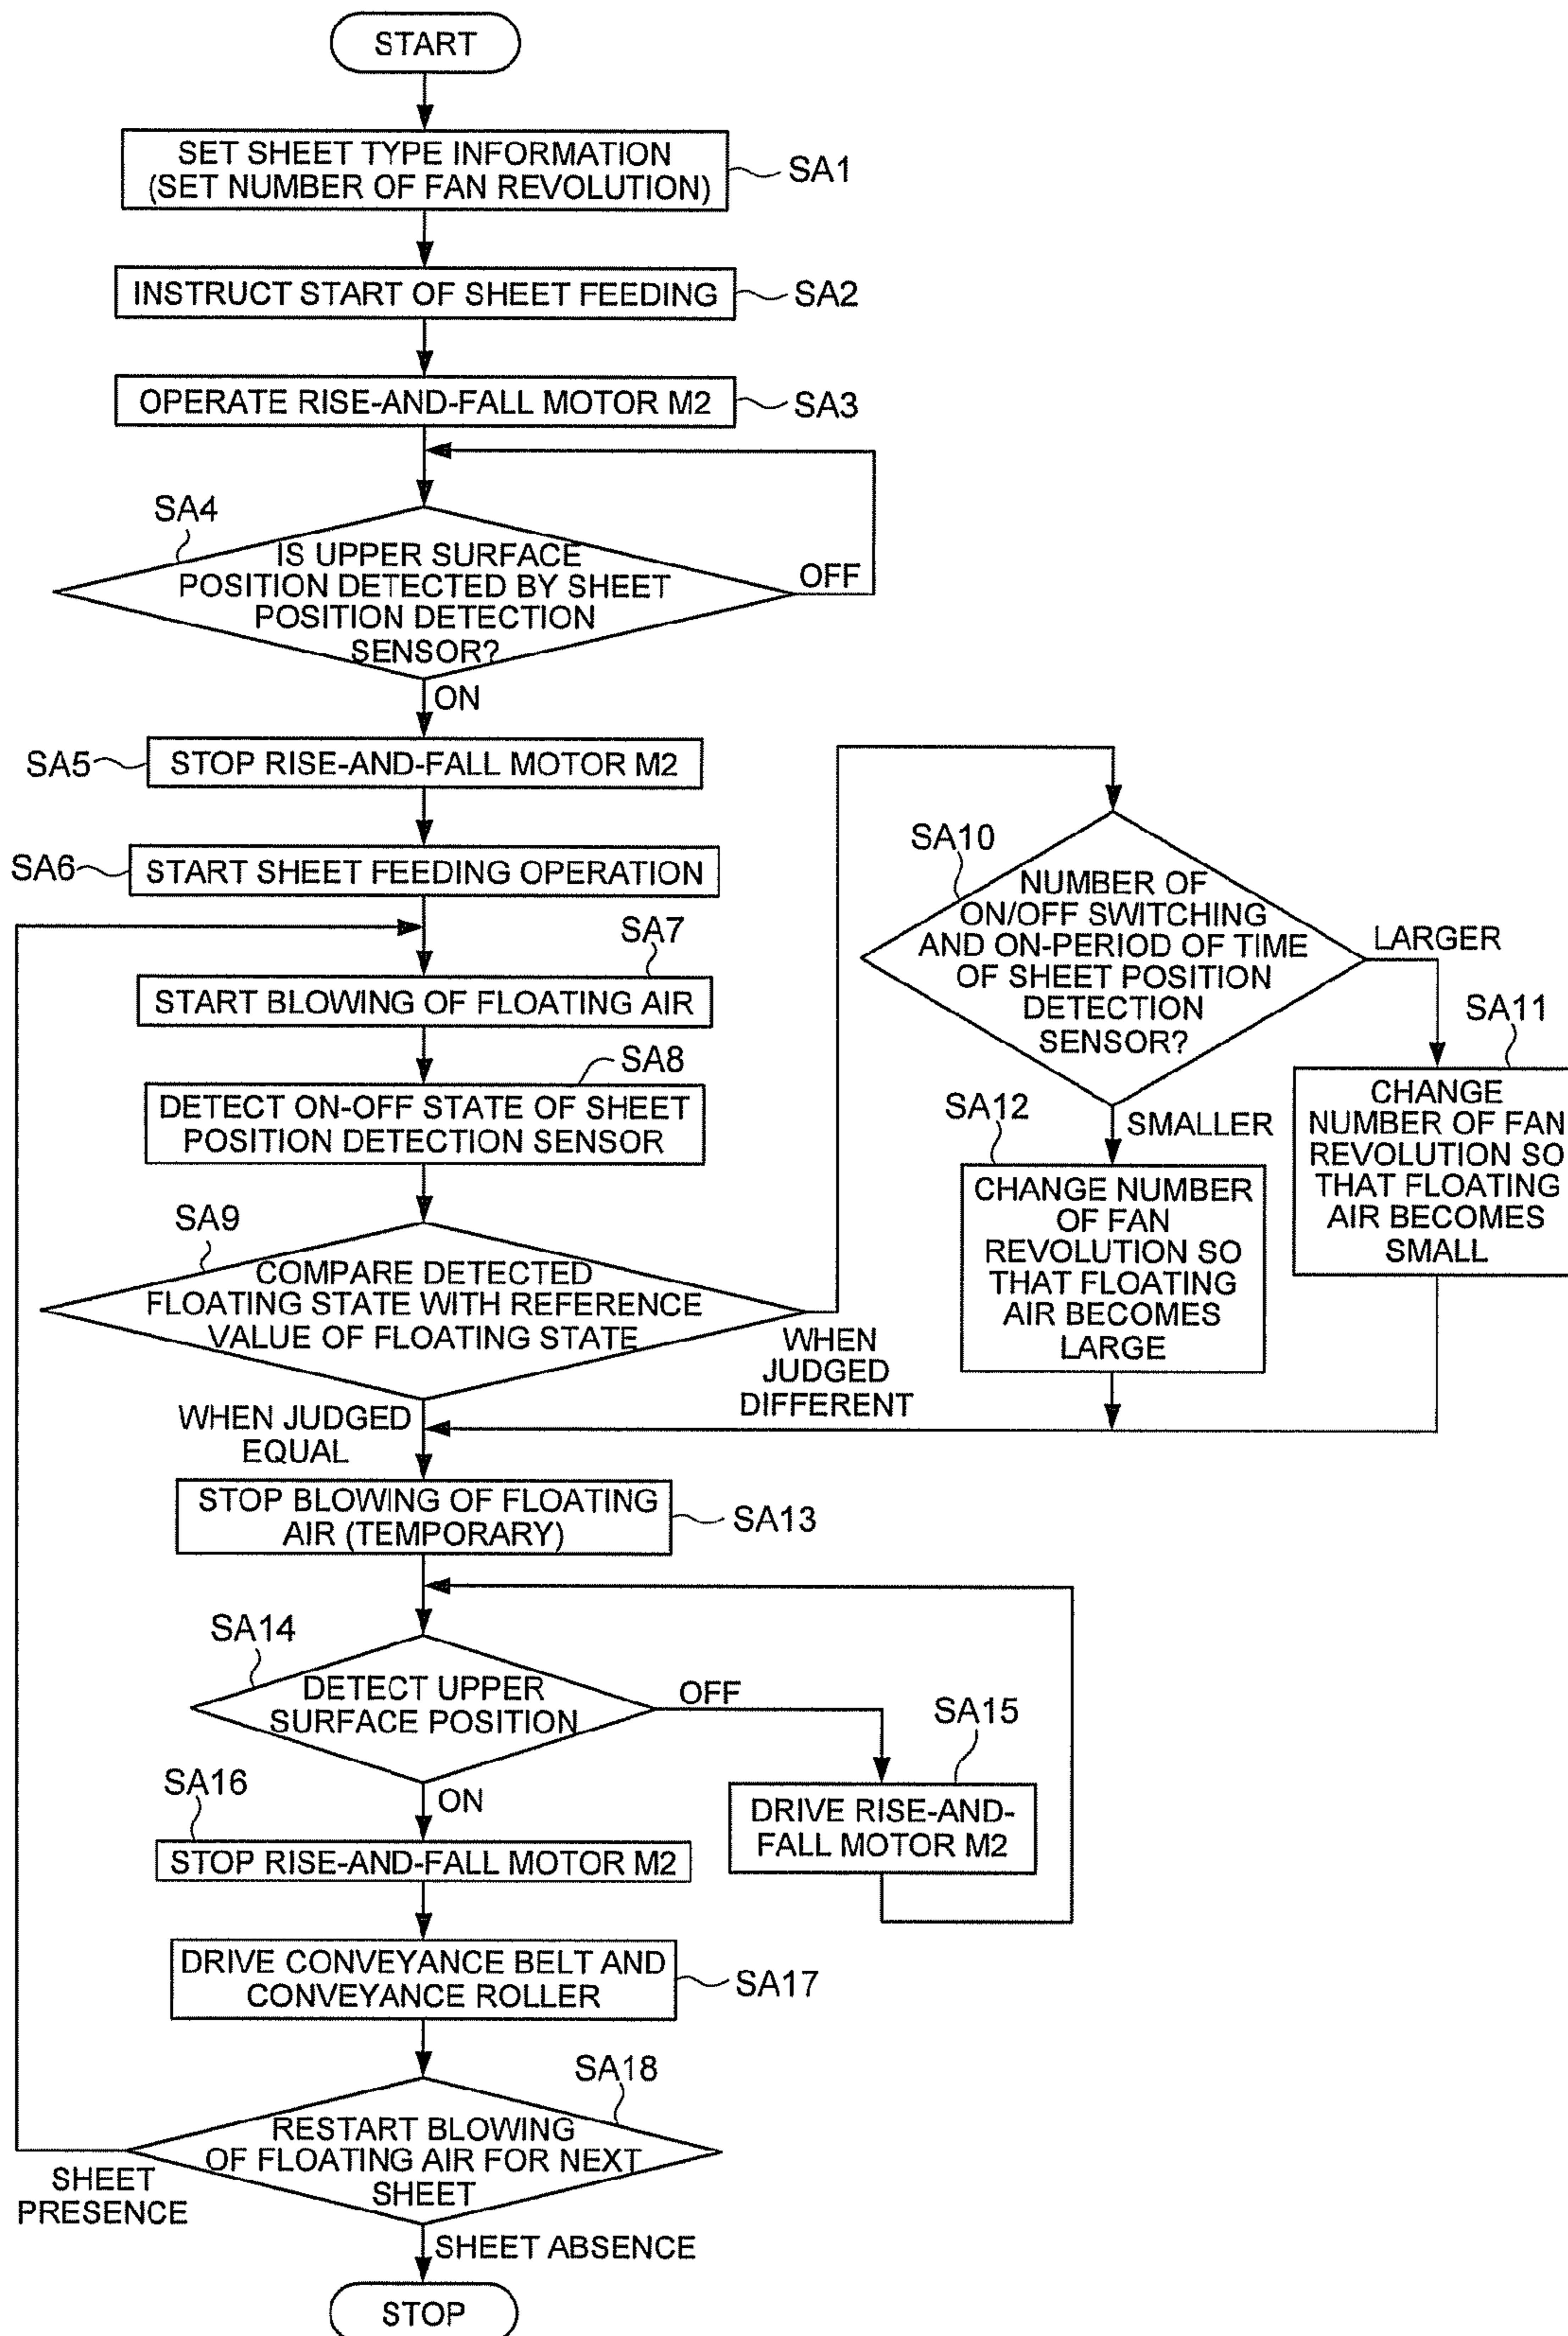 START
SET SHEET TYPE INFORMATION
(SET NUMBER OF FAN REVOLUTION)
SA1
INSTRUCT START OF SHEET FEEDING
SA2
OPERATE RISE-AND-FALL MOTOR M2
SA3
SA4
IS UPPER SURFACE
POSITION DETECTED BY SHEET
POSITION DETECTION
SENSOR?
OFF
ON
SA5
STOP RISE-AND-FALL MOTOR M2
SA6
START SHEET FEEDING OPERATION
SA7
START BLOWING OF FLOATING AIR
SA8
DETECT ON-OFF STATE OF SHEET
POSITION DETECTION SENSOR
SA9
COMPARE DETECTED
FLOATING STATE WITH REFERENCE
VALUE OF FLOATING STATE
WHEN
JUDGED
DIFFERENT
WHEN JUDGED
EQUAL
SA10
NUMBER OF
ON/OFF SWITCHING
AND ON-PERIOD OF TIME
OF SHEET POSITION
DETECTION
SENSOR?
LARGER
SA11
CHANGE
NUMBER OF FAN
REVOLUTION SO
THAT FLOATING
AIR BECOMES
SMALL
SMALLER
SA12
CHANGE NUMBER
OF FAN
REVOLUTION SO
THAT FLOATING
AIR BECOMES
LARGE
STOP BLOWING OF FLOATING
AIR (TEMPORARY)
SA13
SA14
DETECT UPPER
SURFACE POSITION
OFF
SA15
DRIVE RISE-AND-
FALL MOTOR M2
ON
SA16
STOP RISE-AND-FALL MOTOR M2
DRIVE CONVEYANCE BELT AND
CONVEYANCE ROLLER
SA17
SA18
RESTART BLOWING
OF FLOATING AIR FOR NEXT
SHEET
SHEET
PRESENCE
SHEET ABSENCE
STOP